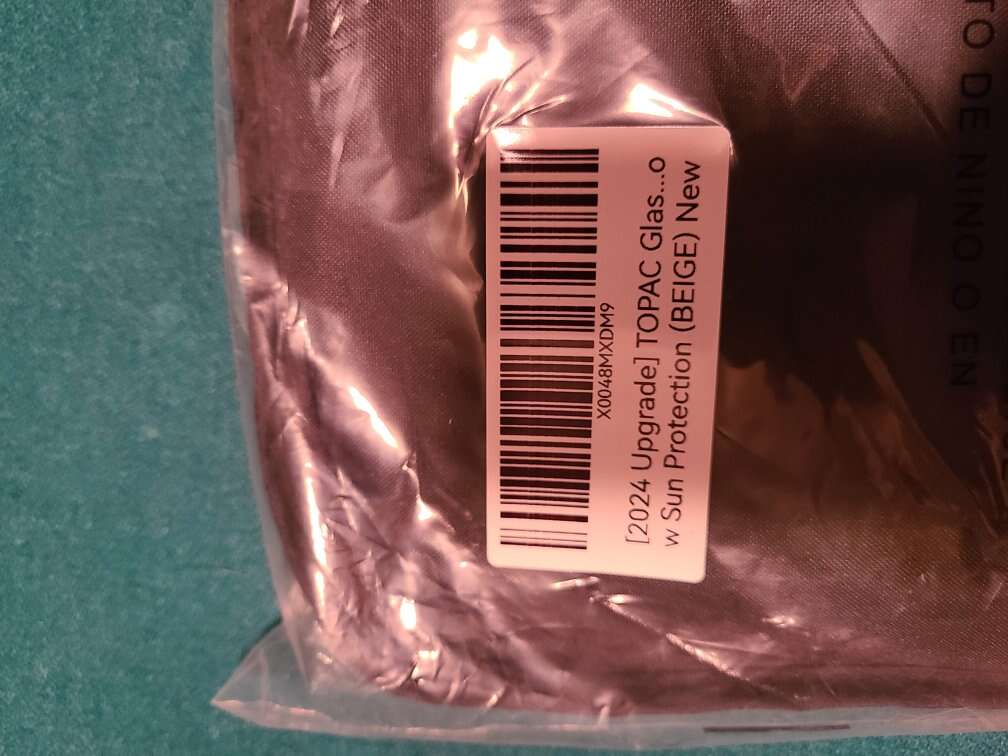 X0048MXDM9
[2024 Upgrade] TOPAC Glas...o
w Sun Protection (BEIGE) New
TO DE NINO O EN